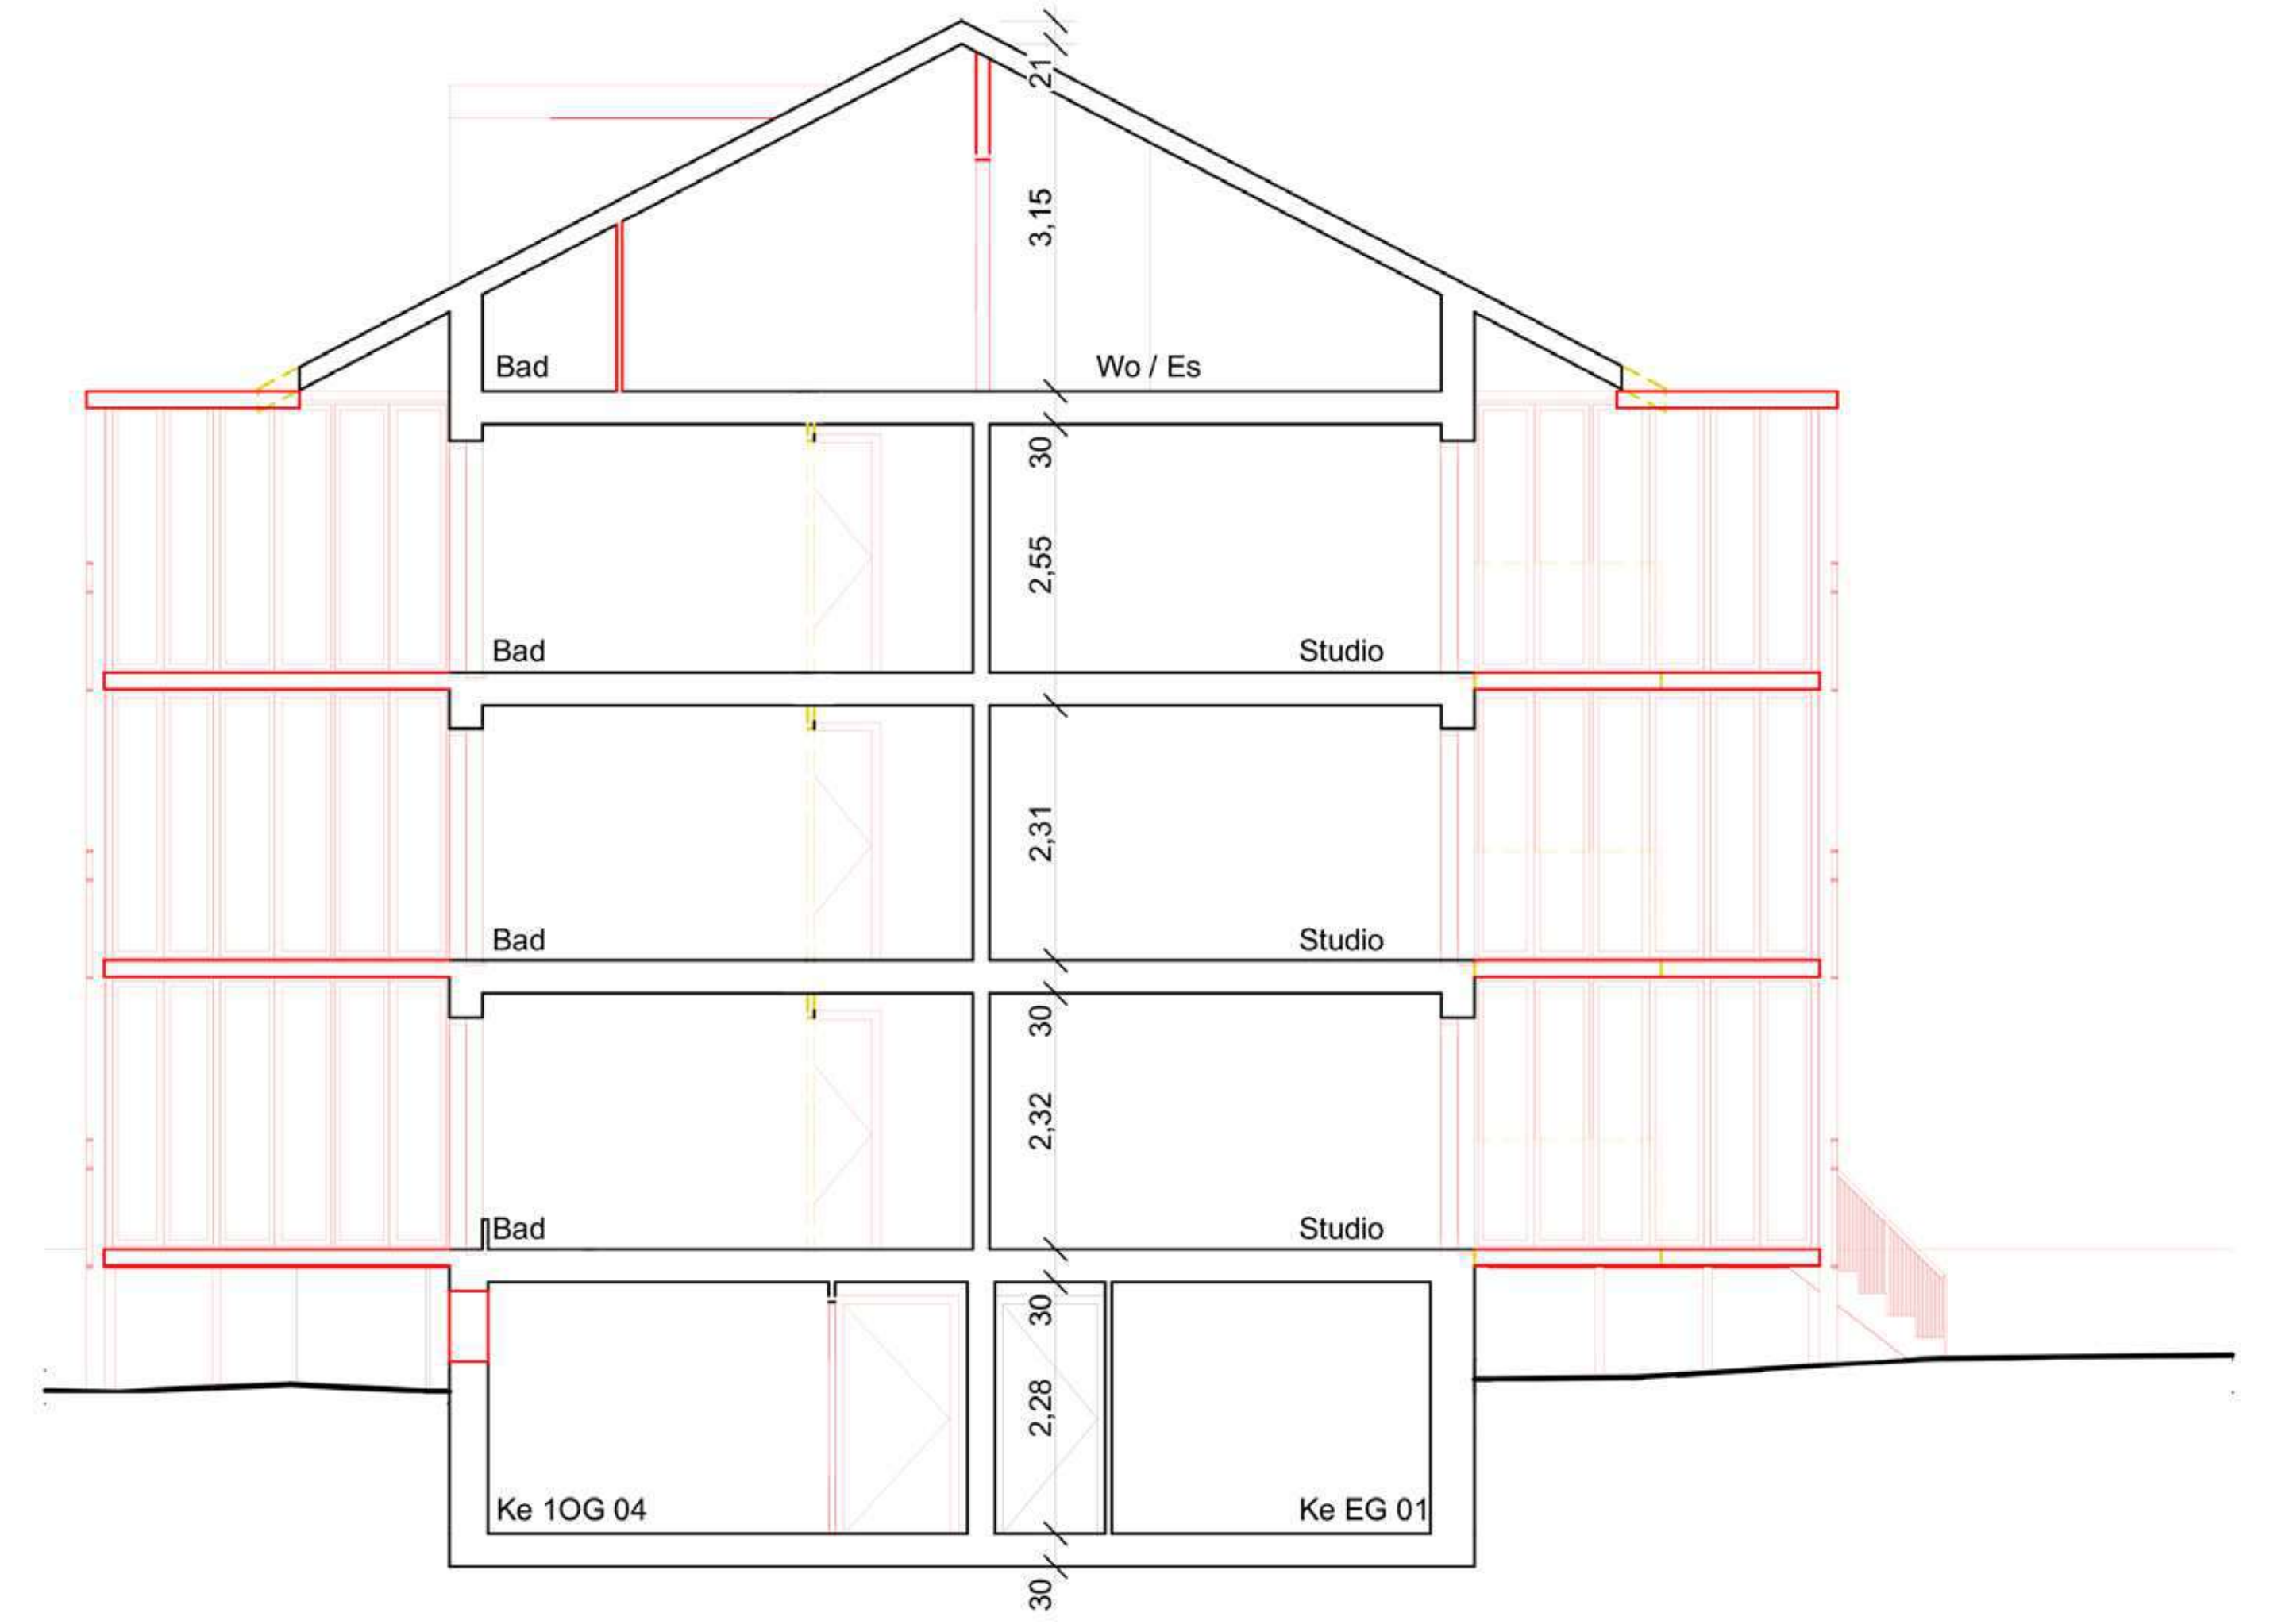 21
3,15
Bad
Wo / Es
30
2,55
Bad
Studio
2,31
Bad
Studio
30
2,32
Bad
Studio
30
2,28
Ke 1OG 04
Ke EG 01
30